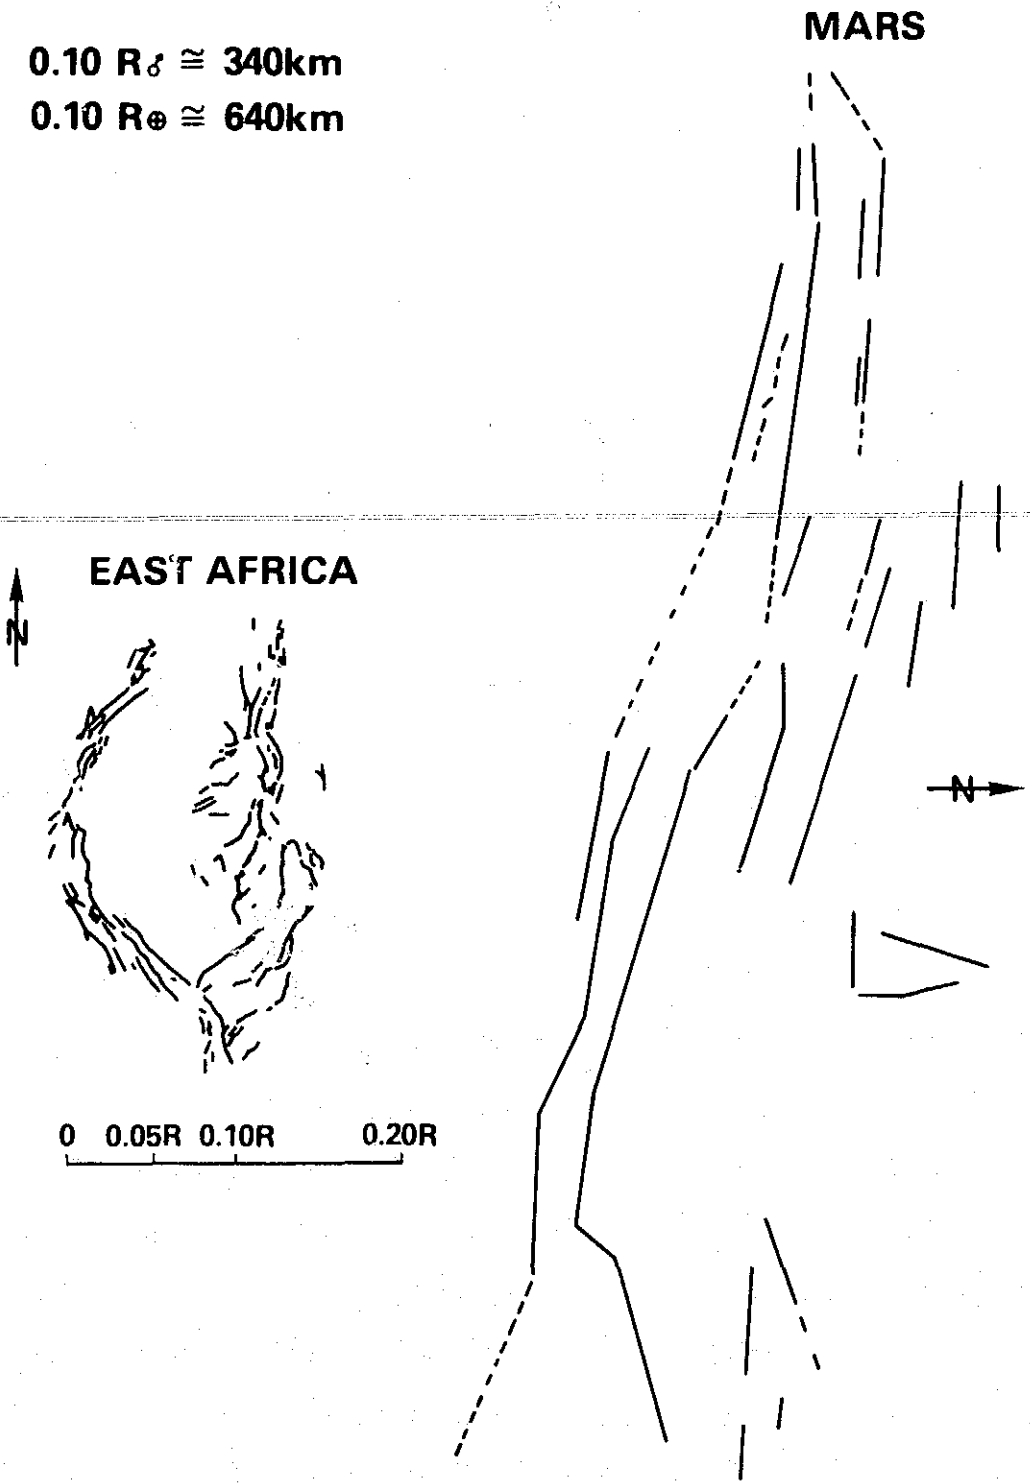 MARS
0.10 R♂ ≅ 340km
0.10 R⊕ ≅ 640km
EAST AFRICA
N
N
0 0.05R 0.10R 0.20R